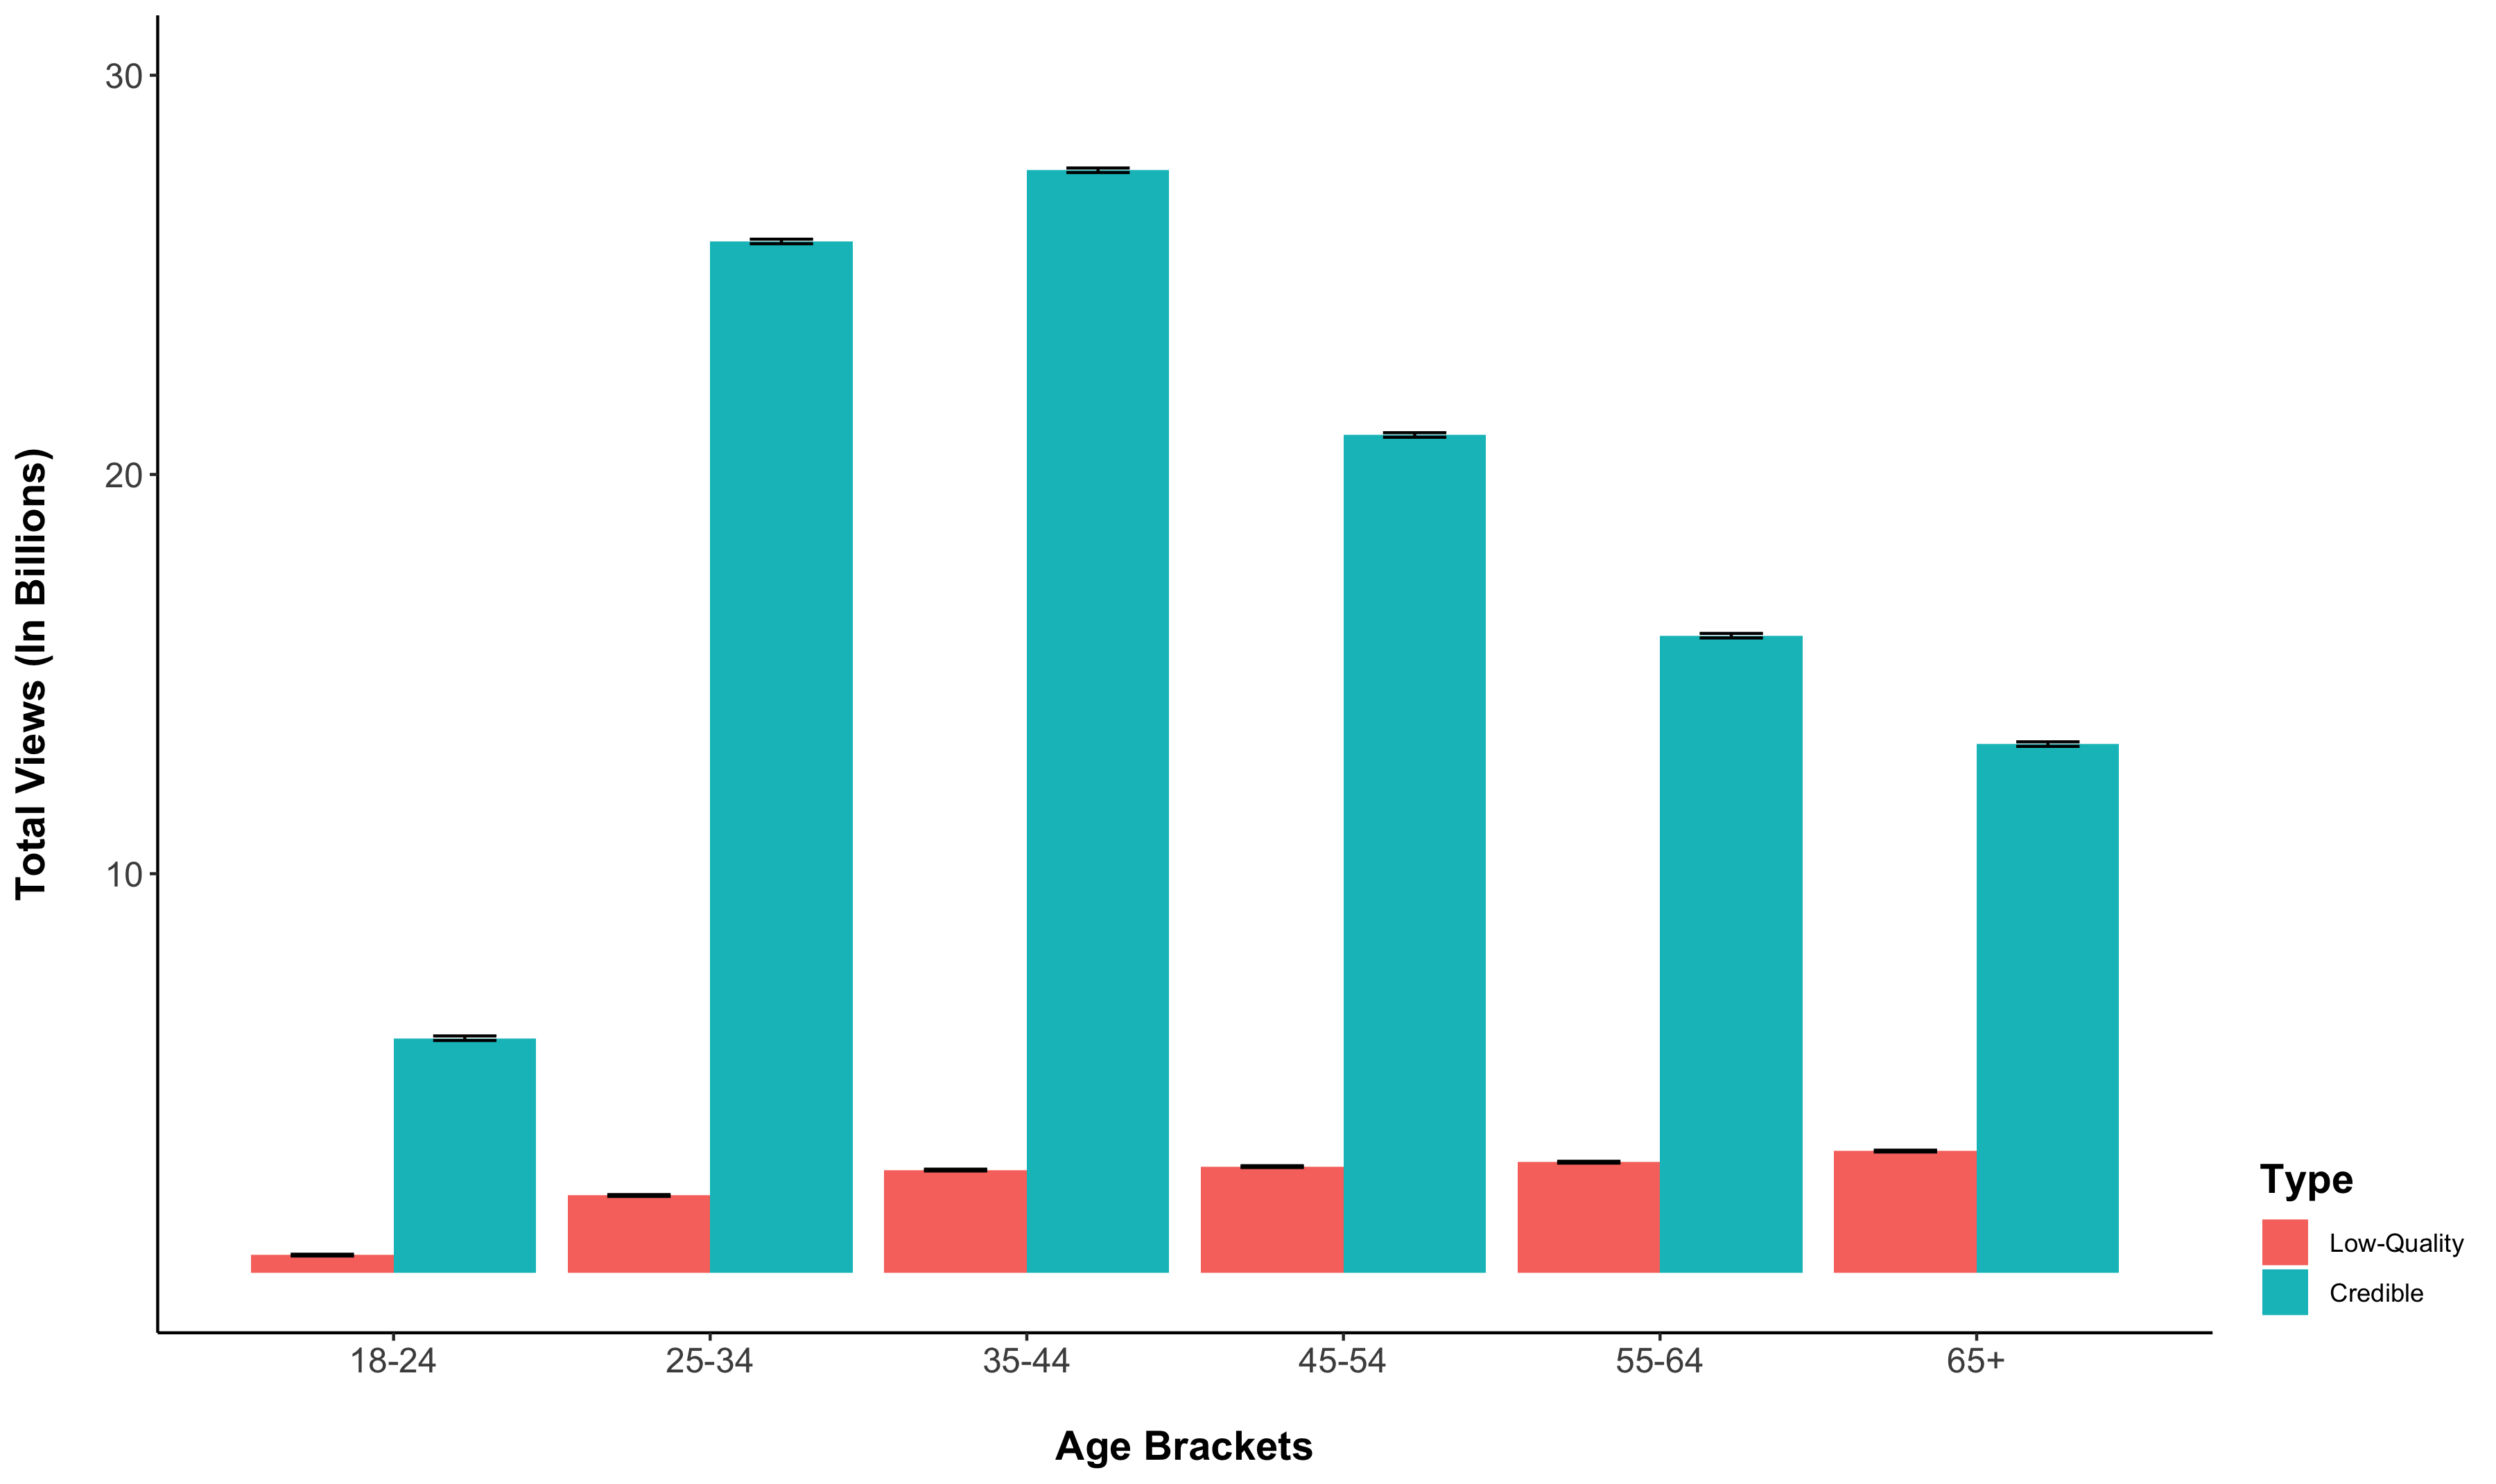 Total Views (In Billions)
30
20
10
18-24 25-34 35-44 45-54 55-64 65+
Age Brackets
Type
Low-Quality
Credible